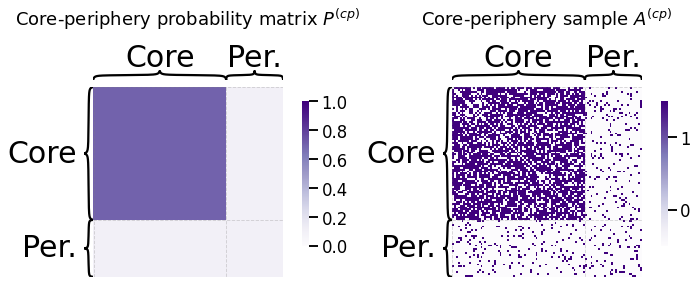 Core-periphery probability matrix $P^{(cp)}$
Core Per.
Core
Per.
1.0
0.8
0.6
0.4
0.2
0.0
Core-periphery sample $A^{(cp)}$
Core Per.
Core
Per.
1
0